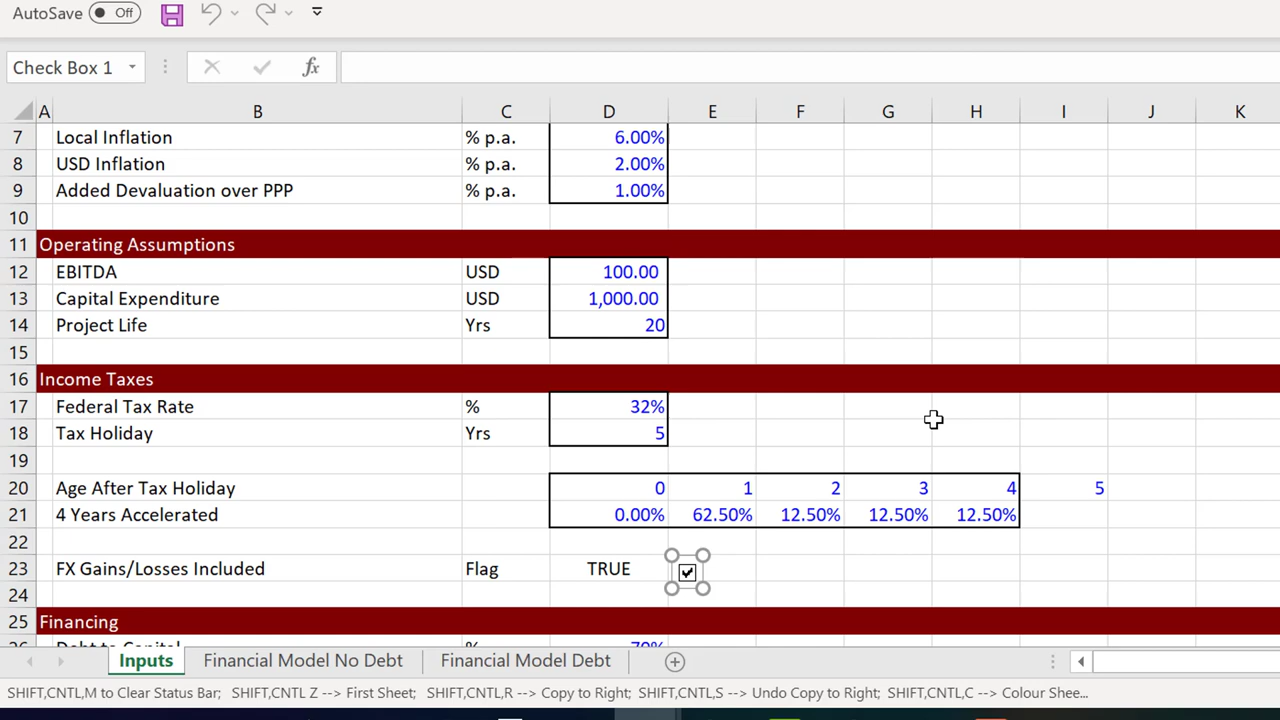 AutoSave Off
Check Box 1 fx
A B C D E F G H I J K
7 Local Inflation % p.a. 6.00%
8 USD Inflation % p.a. 2.00%
9 Added Devaluation over PPP % p.a. 1.00%
10
11 Operating Assumptions
12 EBITDA USD 100.00
13 Capital Expenditure USD 1,000.00
14 Project Life Yrs 20
15
16 Income Taxes
17 Federal Tax Rate % 32%
18 Tax Holiday Yrs 5
19
20 Age After Tax Holiday 0 1 2 3 4 5
21 4 Years Accelerated 0.00% 62.50% 12.50% 12.50% 12.50%
22
23 FX Gains/Losses Included Flag TRUE
24
25 Financing
26 Debt to Capital % 70%
Inputs Financial Model No Debt Financial Model Debt
SHIFT,CNTL,M to Clear Status Bar; SHIFT,CNTL Z --> First Sheet; SHIFT,CNTL,R --> Copy to Right; SHIFT,CNTL,S --> Undo Copy to Right; SHIFT,CNTL,C --> Colour Shee...